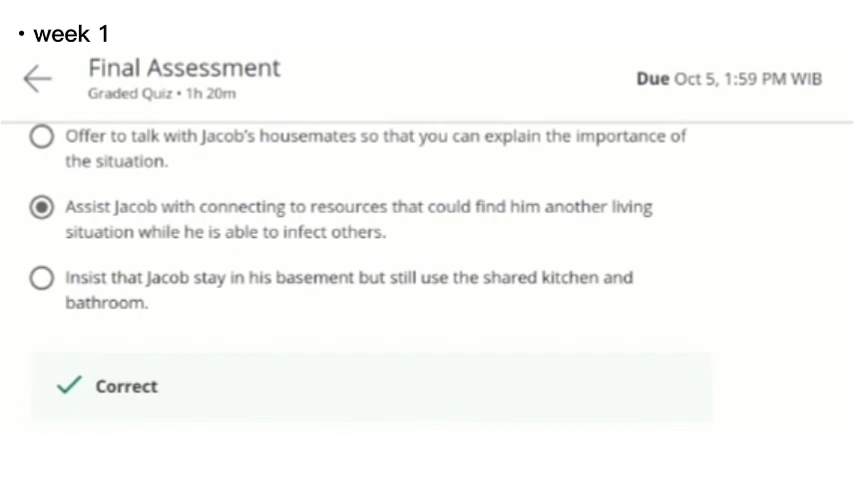 • week 1
Final Assessment
Graded Quiz • 1h 20m
Due Oct 5, 1:59 PM WIB
Offer to talk with Jacob's housemates so that you can explain the importance of
the situation.
Assist Jacob with connecting to resources that could find him another living
situation while he is able to infect others.
Insist that Jacob stay in his basement but still use the shared kitchen and
bathroom.
Correct